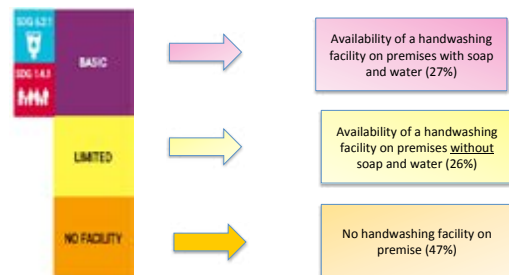 SDG 6.2.1
SDG 1.4.1
BASIC
LIMITED
NO FACILITY
Availability of a handwashing
facility on premises with soap
and water (27%)
Availability of a handwashing
facility on premises without
soap and water (26%)
No handwashing facility on
premise (47%)